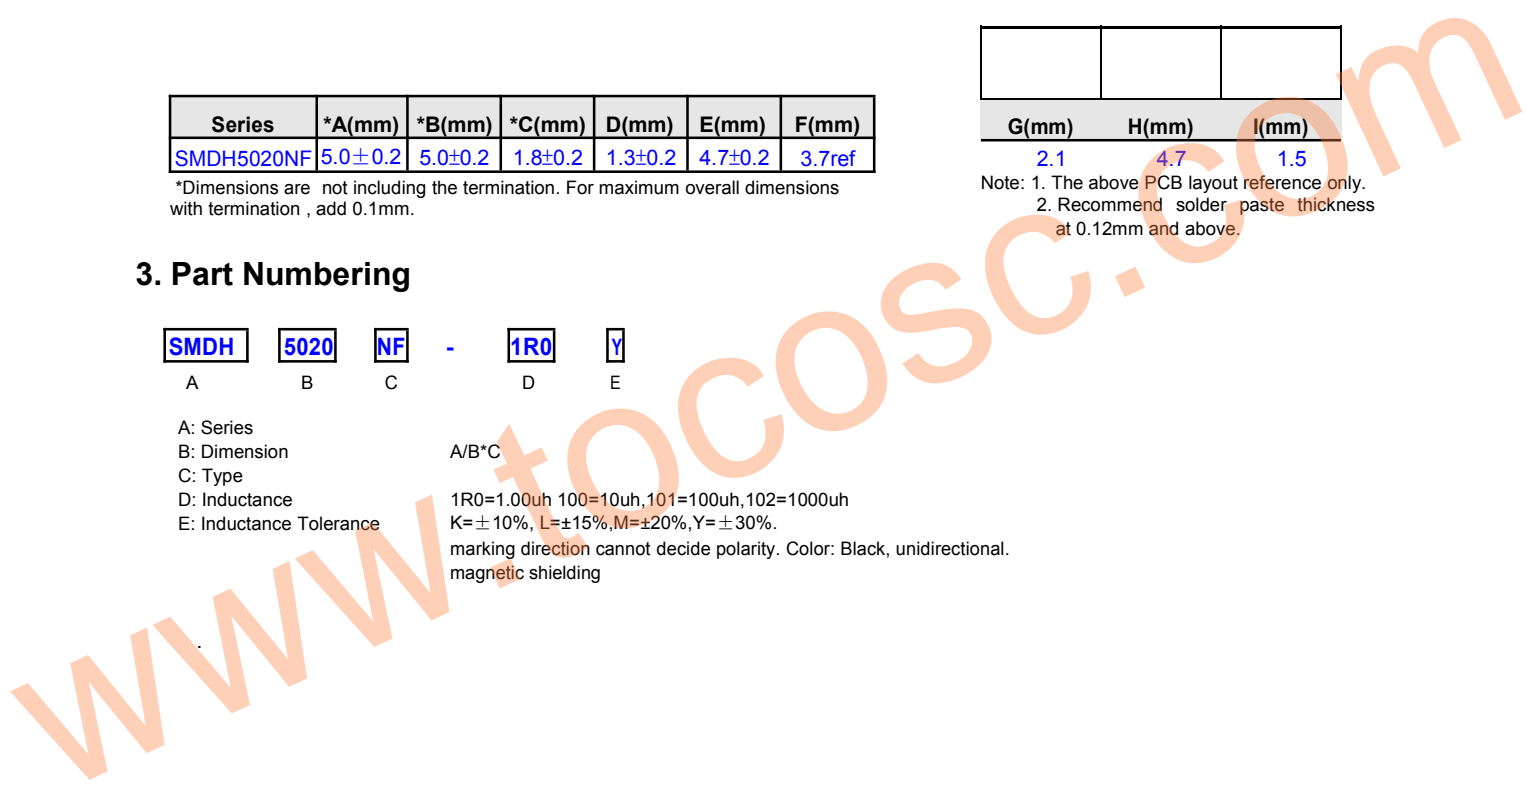 Series *A(mm) *B(mm) *C(mm) D(mm) E(mm) F(mm)
SMDH5020NF 5.0±0.2 5.0±0.2 1.8±0.2 1.3±0.2 4.7±0.2 3.7ref
*Dimensions are not including the termination. For maximum overall dimensions
with termination , add 0.1mm.
G(mm) H(mm) I(mm)
2.1 4.7 1.5
Note: 1. The above PCB layout reference only.
2. Recommend solder paste thickness
at 0.12mm and above.
3. Part Numbering
SMDH 5020 NF - 1R0 Y
A B C D E
A: Series
B: Dimension A/B*C
C: Type
D: Inductance 1R0=1.00uh 100=10uh,101=100uh,102=1000uh
E: Inductance Tolerance K=±10%, L=±15%,M=±20%,Y=±30%.
marking direction cannot decide polarity. Color: Black, unidirectional.
magnetic shielding
.
www.tocosc.com